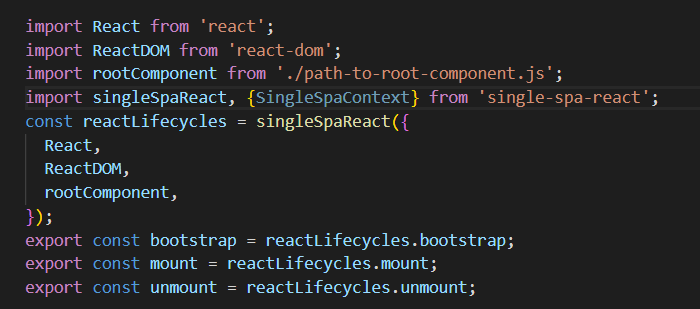 import React from 'react';
import ReactDOM from 'react-dom';
import rootComponent from './path-to-root-component.js';
import singleSpaReact, {SingleSpaContext} from 'single-spa-react';
const reactLifecycles = singleSpaReact({
  React,
  ReactDOM,
  rootComponent,
});
export const bootstrap = reactLifecycles.bootstrap;
export const mount = reactLifecycles.mount;
export const unmount = reactLifecycles.unmount;